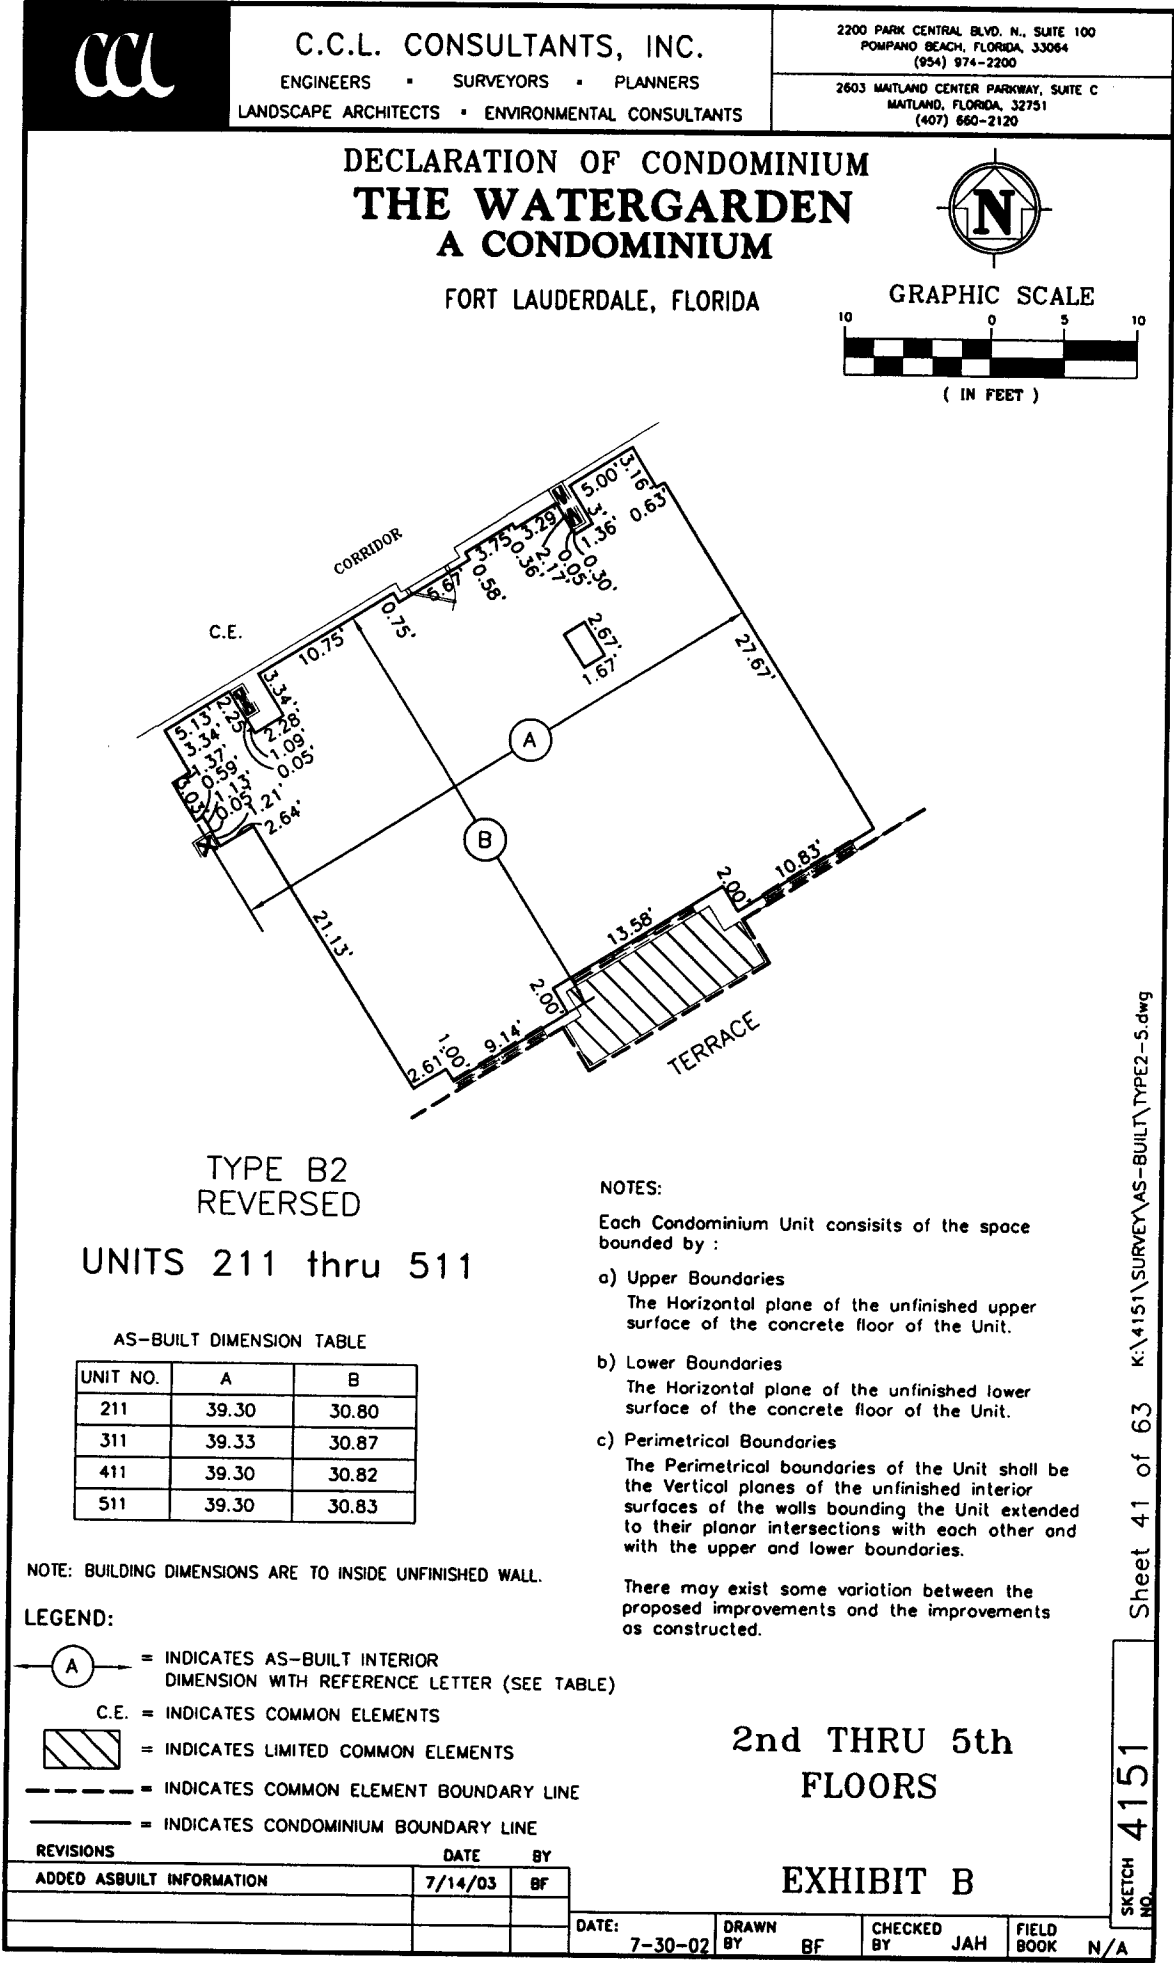 CCL
C.C.L. CONSULTANTS, INC.
ENGINEERS ▪ SURVEYORS ▪ PLANNERS
LANDSCAPE ARCHITECTS ▪ ENVIRONMENTAL CONSULTANTS
2200 PARK CENTRAL BLVD. N., SUITE 100
POMPANO BEACH, FLORIDA, 33064
(954) 974-2200
2603 MAITLAND CENTER PARKWAY, SUITE C
MAITLAND, FLORIDA, 32751
(407) 660-2120
DECLARATION OF CONDOMINIUM
THE WATERGARDEN
A CONDOMINIUM
FORT LAUDERDALE, FLORIDA
N
GRAPHIC SCALE
10 0 5 10
( IN FEET )
CORRIDOR
C.E.
5.00'
3.16'
0.63'
3'
1.36'
0.30'
0.05'
2.17'
3.29'
0.36'
3.75'
0.58'
5.67'
0.75'
10.75'
3.34'
2.28'
1.09'
0.05'
2.25'
5.13'
3.34'
1.37'
0.59'
1.13'
0.05'
3.03'
1.21'
2.64'
2.67'
1.67'
27.67'
A
B
21.13'
10.83'
2.00'
13.58'
2.00'
9.14'
1.00'
2.61'
TERRACE
TYPE B2
REVERSED
UNITS 211 thru 511
AS-BUILT DIMENSION TABLE
UNIT NO. A B
211 39.30 30.80
311 39.33 30.87
411 39.30 30.82
511 39.30 30.83
NOTE: BUILDING DIMENSIONS ARE TO INSIDE UNFINISHED WALL.
NOTES:
Each Condominium Unit consisits of the space
bounded by :
a) Upper Boundaries
The Horizontal plane of the unfinished upper
surface of the concrete floor of the Unit.
b) Lower Boundaries
The Horizontal plane of the unfinished lower
surface of the concrete floor of the Unit.
c) Perimetrical Boundaries
The Perimetrical boundaries of the Unit shall be
the Vertical planes of the unfinished interior
surfaces of the walls bounding the Unit extended
to their planar intersections with each other and
with the upper and lower boundaries.
There may exist some variation between the
proposed improvements and the improvements
as constructed.
LEGEND:
A = INDICATES AS-BUILT INTERIOR
DIMENSION WITH REFERENCE LETTER (SEE TABLE)
C.E. = INDICATES COMMON ELEMENTS
= INDICATES LIMITED COMMON ELEMENTS
= INDICATES COMMON ELEMENT BOUNDARY LINE
= INDICATES CONDOMINIUM BOUNDARY LINE
2nd THRU 5th
FLOORS
EXHIBIT B
REVISIONS DATE BY
ADDED ASBUILT INFORMATION 7/14/03 BF
DATE: 7-30-02
DRAWN BY BF
CHECKED BY JAH
FIELD BOOK N/A
Sheet 41 of 63 K:\4151\SURVEY\AS-BUILT\TYPE2-5.dwg
SKETCH NO. 4151